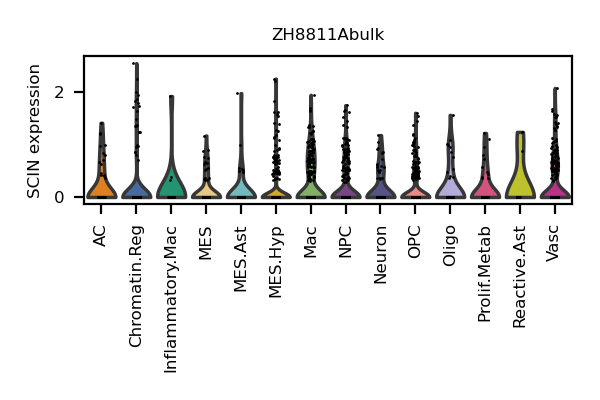 ZH8811Abulk
SCIN expression
2
0
AC
Chromatin.Reg
Inflammatory.Mac
MES
MES.Ast
MES.Hyp
Mac
NPC
Neuron
OPC
Oligo
Prolif.Metab
Reactive.Ast
Vasc